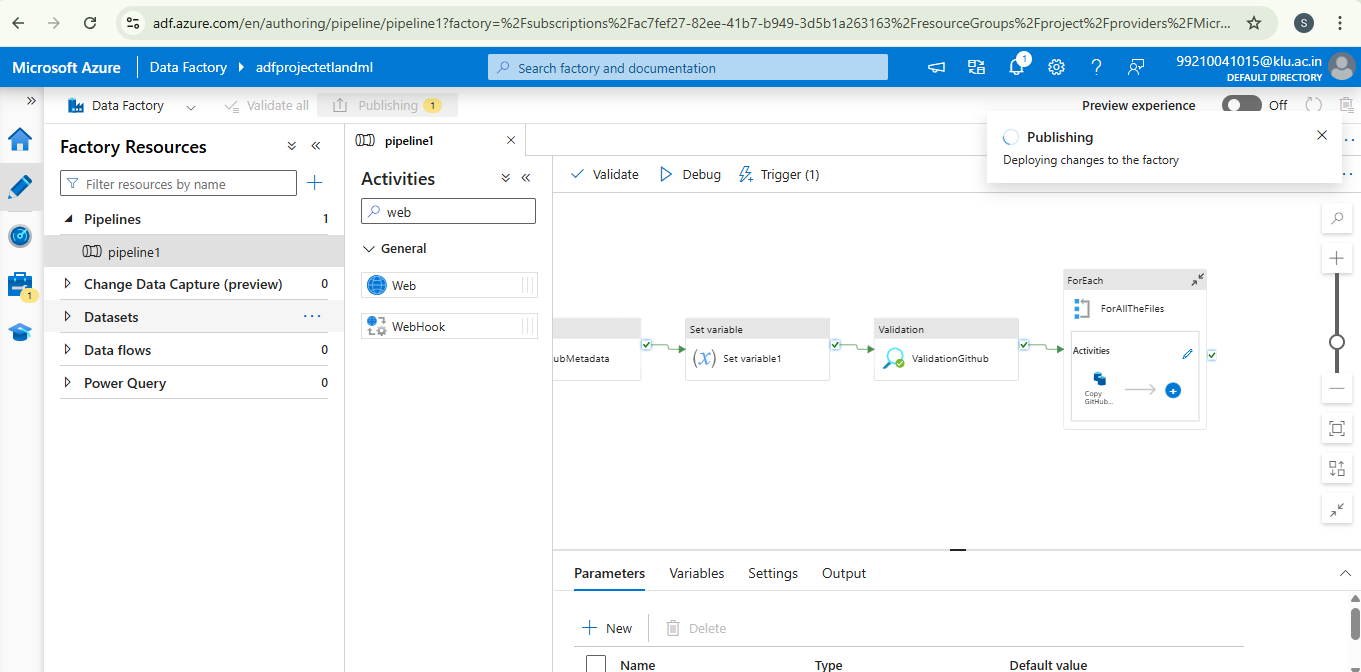 adf.azure.com/en/authoring/pipeline/pipeline1?factory=%2Fsubscriptions%2Fac7fef27-82ee-41b7-b949-3d5b1a263163%2FresourceGroups%2Fproject%2Fproviders%2FMicr...
S
Microsoft Azure
Data Factory
adfprojectetlandml
Search factory and documentation
1
99210041015@klu.ac.in
DEFAULT DIRECTORY
Data Factory
Validate all
Publishing
1
Preview experience
Off
Publishing
Deploying changes to the factory
Factory Resources
Filter resources by name
Pipelines
1
pipeline1
Change Data Capture (preview)
0
Datasets
Data flows
0
Power Query
0
1
pipeline1
Activities
web
General
Web
WebHook
Validate
Debug
Trigger (1)
ubMetadata
Set variable
(x)
Set variable1
Validation
ValidationGithub
ForEach
ForAllTheFiles
Activities
Copy
GitHub...
Parameters
Variables
Settings
Output
New
Delete
Name
Type
Default value